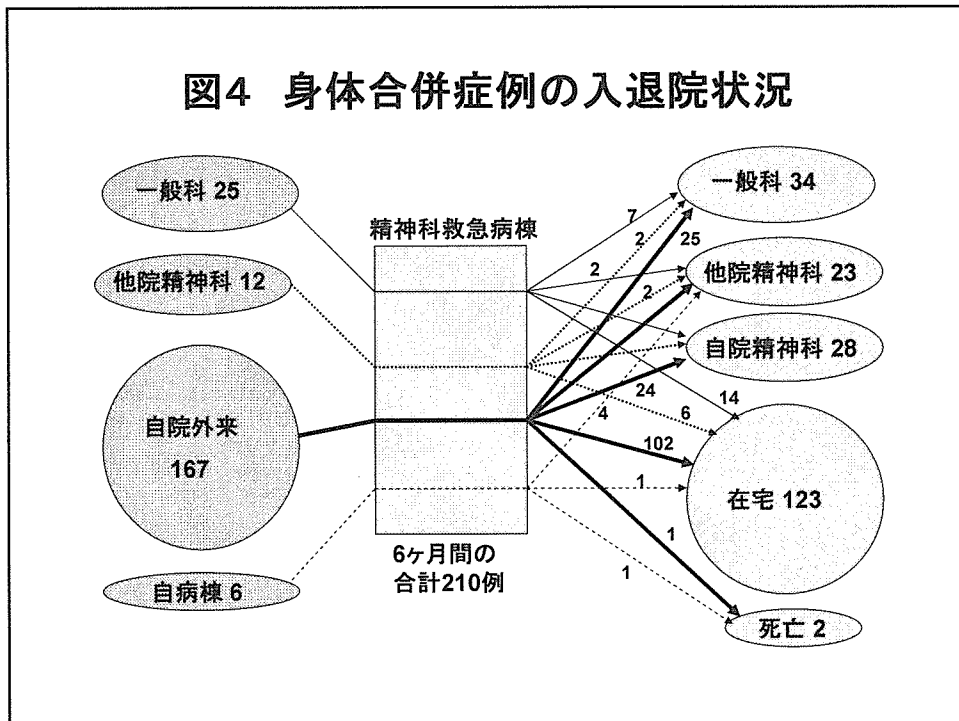 図4 身体合併症例の入退院状況
一般科 25
他院精神科 12
自院外来
167
自病棟 6
精神科救急病棟
6ヶ月間の
合計210例
7
2
25
2
2
24
4
6
14
102
1
1
1
一般科 34
他院精神科 23
自院精神科 28
在宅 123
死亡 2